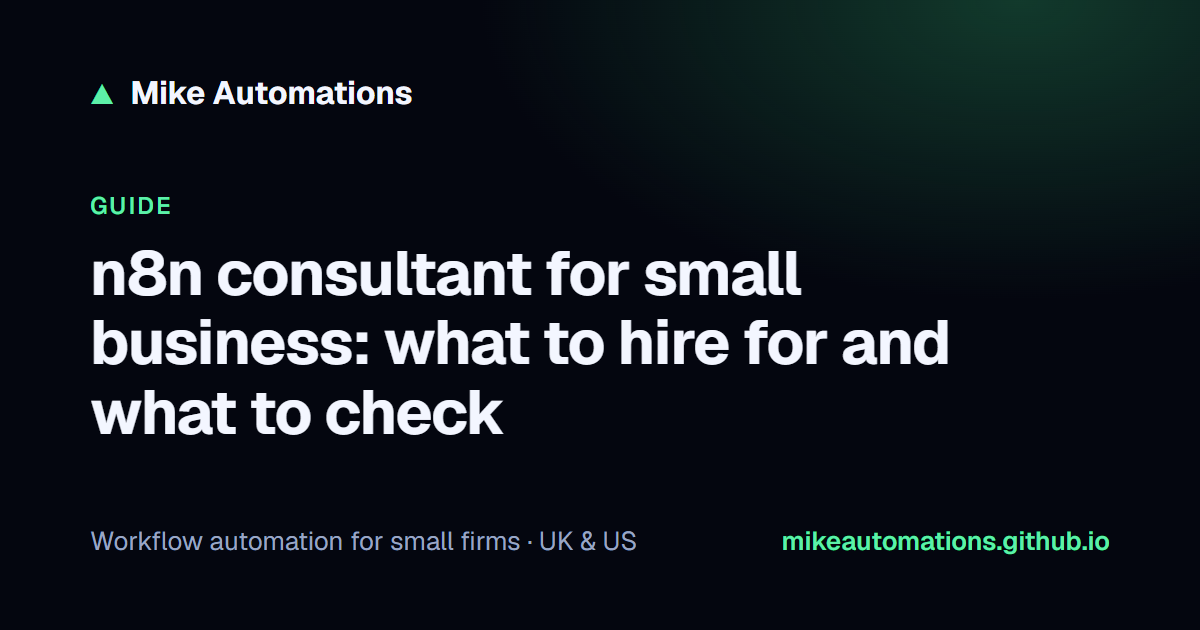 Mike Automations
GUIDE
n8n consultant for small
business: what to hire for and
what to check
Workflow automation for small firms · UK & US
mikeautomations.github.io